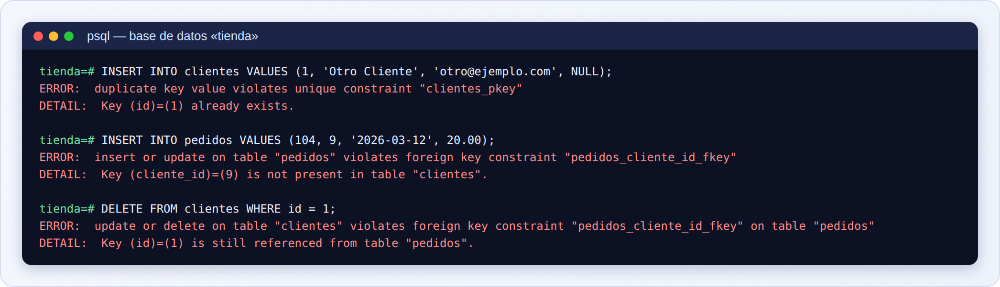 psql — base de datos «tienda»
tienda=# INSERT INTO clientes VALUES (1, 'Otro Cliente', 'otro@ejemplo.com', NULL);
ERROR:  duplicate key value violates unique constraint "clientes_pkey"
DETAIL:  Key (id)=(1) already exists.
tienda=# INSERT INTO pedidos VALUES (104, 9, '2026-03-12', 20.00);
ERROR:  insert or update on table "pedidos" violates foreign key constraint "pedidos_cliente_id_fkey"
DETAIL:  Key (cliente_id)=(9) is not present in table "clientes".
tienda=# DELETE FROM clientes WHERE id = 1;
ERROR:  update or delete on table "clientes" violates foreign key constraint "pedidos_cliente_id_fkey" on table "pedidos"
DETAIL:  Key (id)=(1) is still referenced from table "pedidos".